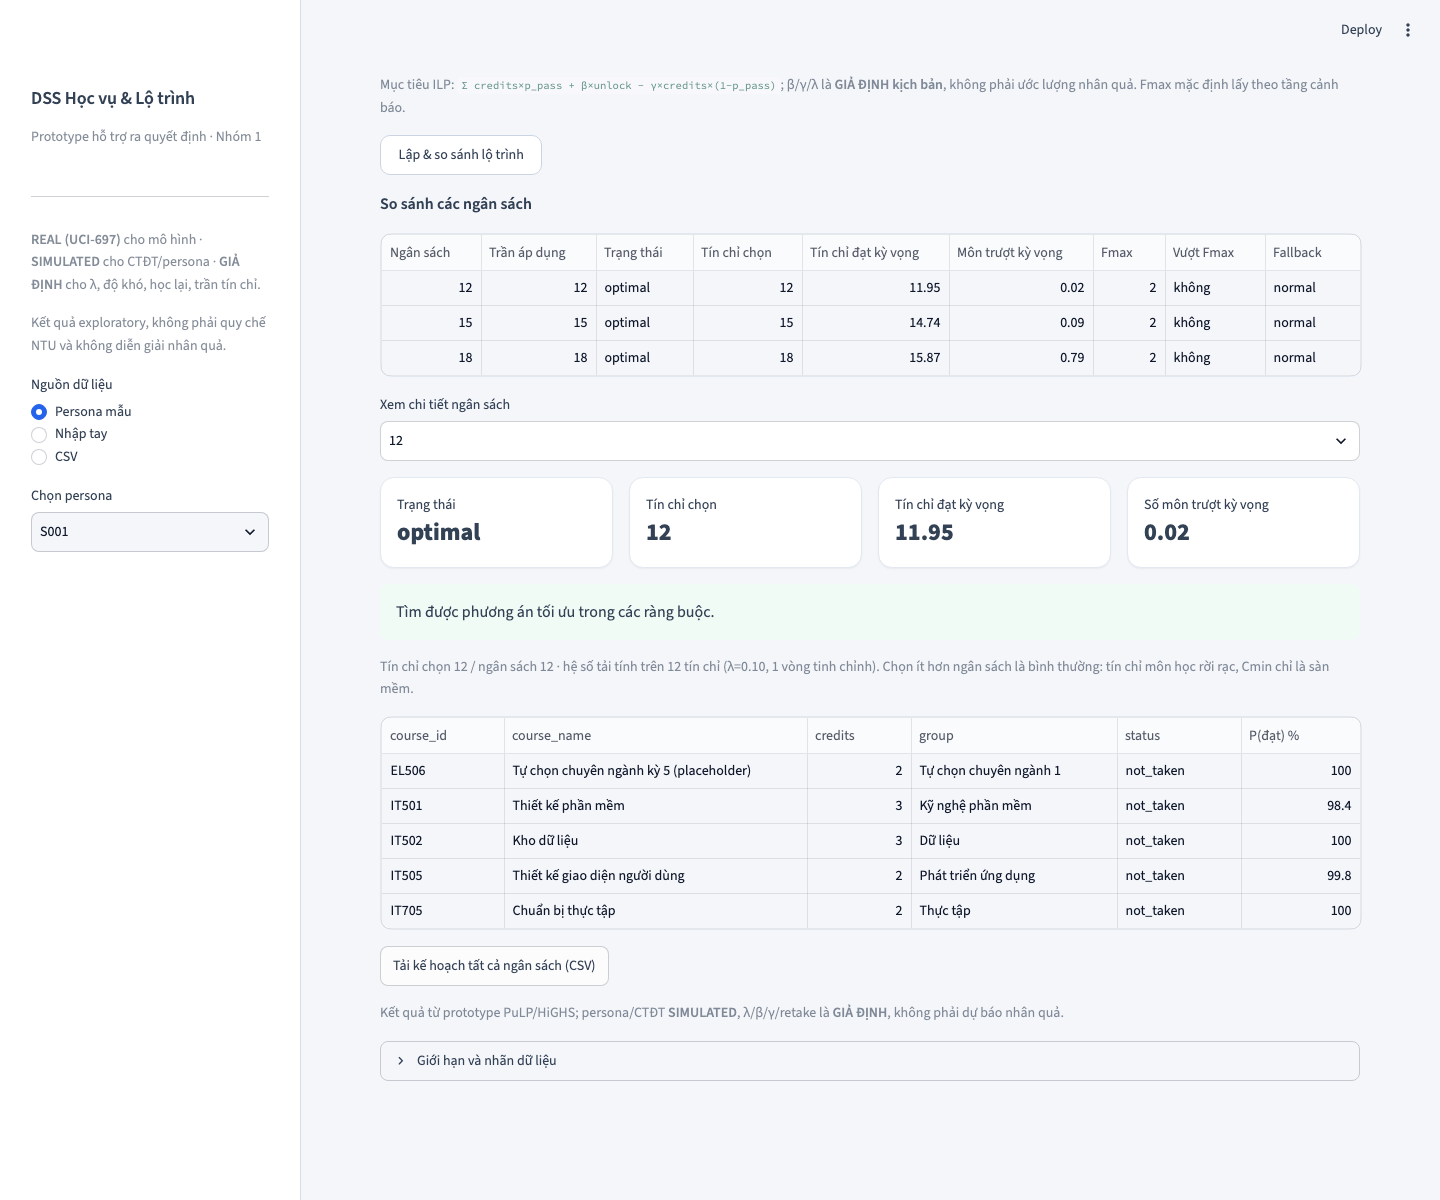 Deploy
DSS Học vụ & Lộ trình
Prototype hỗ trợ ra quyết định · Nhóm 1
REAL (UCI-697) cho mô hình ·
SIMULATED cho CTĐT/persona · GIẢ
ĐỊNH cho λ, độ khó, học lại, trần tín chỉ.
Kết quả exploratory, không phải quy chế
NTU và không diễn giải nhân quả.
Nguồn dữ liệu
Persona mẫu
Nhập tay
CSV
Chọn persona
S001
Mục tiêu ILP: Σ credits×p_pass + β×unlock − γ×credits×(1−p_pass) ; β/γ/λ là GIẢ ĐỊNH kịch bản, không phải ước lượng nhân quả. Fmax mặc định lấy theo tầng cảnh
báo.
Lập & so sánh lộ trình
So sánh các ngân sách
Ngân sách Trần áp dụng Trạng thái Tín chỉ chọn Tín chỉ đạt kỳ vọng Môn trượt kỳ vọng Fmax Vượt Fmax Fallback
12 12 optimal 12 11.95 0.02 2 không normal
15 15 optimal 15 14.74 0.09 2 không normal
18 18 optimal 18 15.87 0.79 2 không normal
Xem chi tiết ngân sách
12
Trạng thái Tín chỉ chọn Tín chỉ đạt kỳ vọng Số môn trượt kỳ vọng
optimal 12 11.95 0.02
Tìm được phương án tối ưu trong các ràng buộc.
Tín chỉ chọn 12 / ngân sách 12 · hệ số tải tính trên 12 tín chỉ (λ=0.10, 1 vòng tinh chỉnh). Chọn ít hơn ngân sách là bình thường: tín chỉ môn học rời rạc, Cmin chỉ là sàn
mềm.
course_id course_name credits group status P(đạt) %
EL506 Tự chọn chuyên ngành kỳ 5 (placeholder) 2 Tự chọn chuyên ngành 1 not_taken 100
IT501 Thiết kế phần mềm 3 Kỹ nghệ phần mềm not_taken 98.4
IT502 Kho dữ liệu 3 Dữ liệu not_taken 100
IT505 Thiết kế giao diện người dùng 2 Phát triển ứng dụng not_taken 99.8
IT705 Chuẩn bị thực tập 2 Thực tập not_taken 100
Tải kế hoạch tất cả ngân sách (CSV)
Kết quả từ prototype PuLP/HiGHS; persona/CTĐT SIMULATED, λ/β/γ/retake là GIẢ ĐỊNH, không phải dự báo nhân quả.
Giới hạn và nhãn dữ liệu